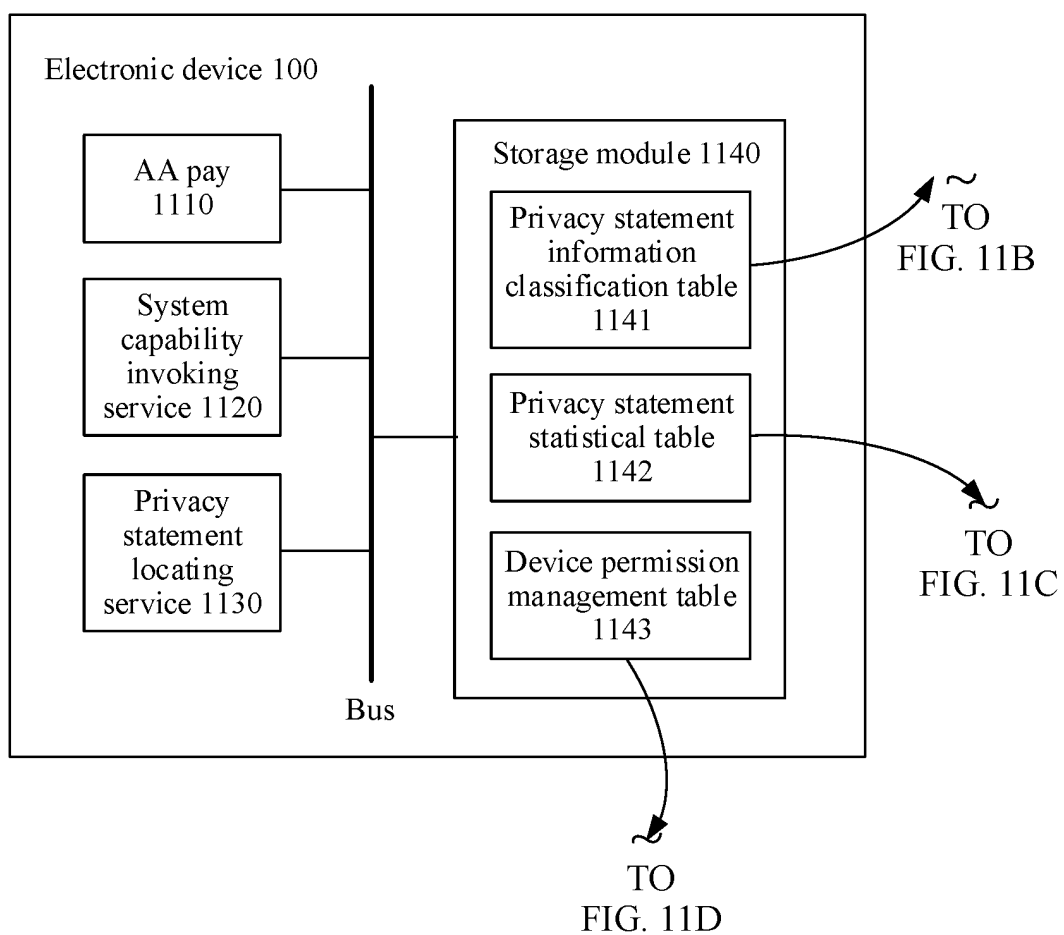 Electronic device 100
AA pay
1110
System
capability
invoking
service 1120
Privacy
statement
locating
service 1130
Bus
Storage module 1140
Privacy statement
information
classification table
1141
Privacy statement
statistical table
1142
Device permission
management table
1143
~
TO
FIG. 11B
~
TO
FIG. 11C
~
TO
FIG. 11D